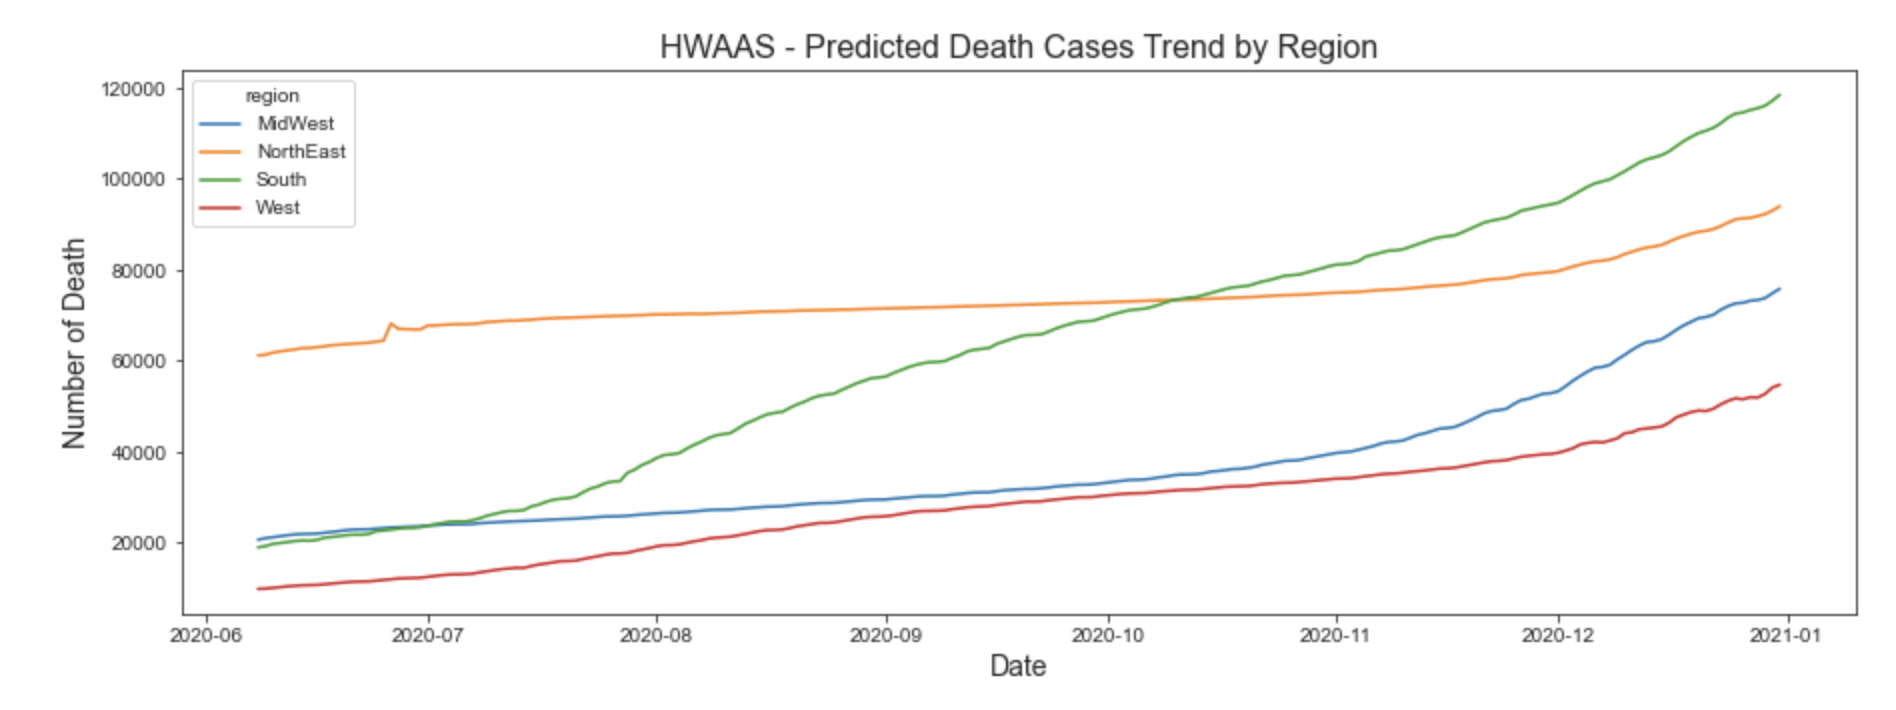 HWAAS - Predicted Death Cases Trend by Region
120000
100000
80000
60000
40000
20000
Number of Death
region
MidWest
NorthEast
South
West
2020-06 2020-07 2020-08 2020-09 2020-10 2020-11 2020-12 2021-01
Date